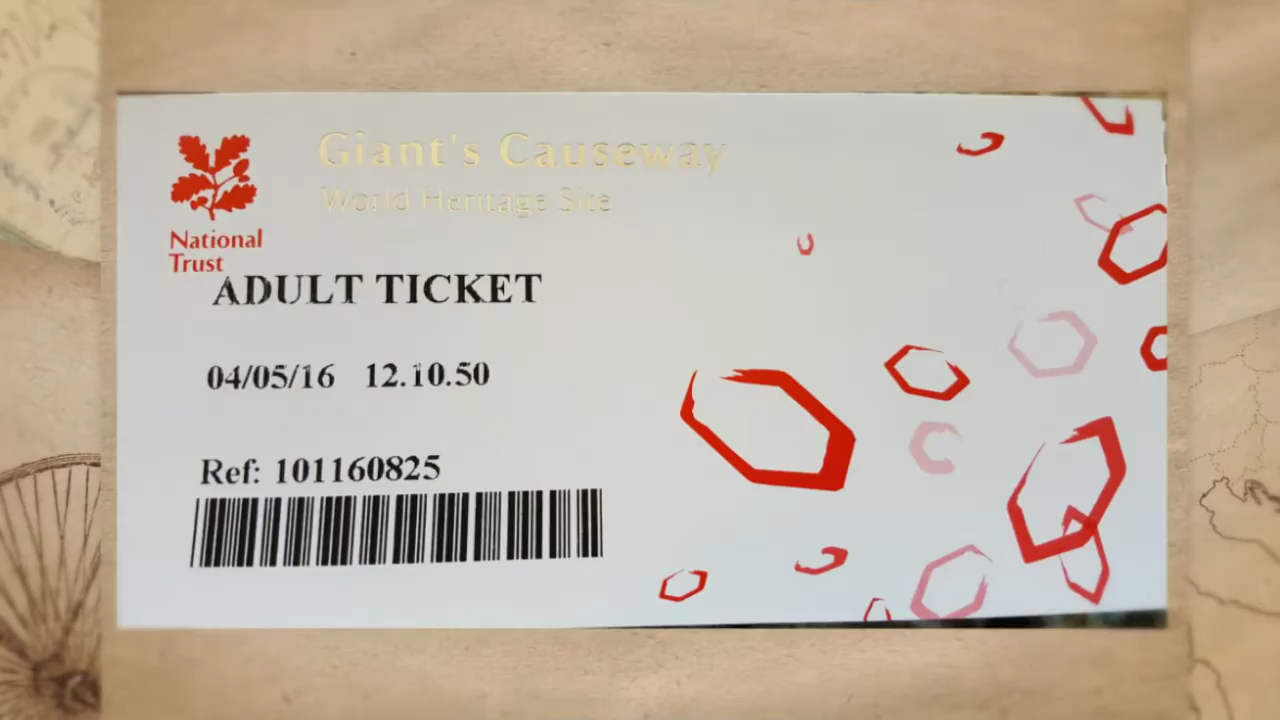 Giant's Causeway
World Heritage Site
National
Trust
ADULT TICKET
04/05/16 12.10.50
Ref: 101160825